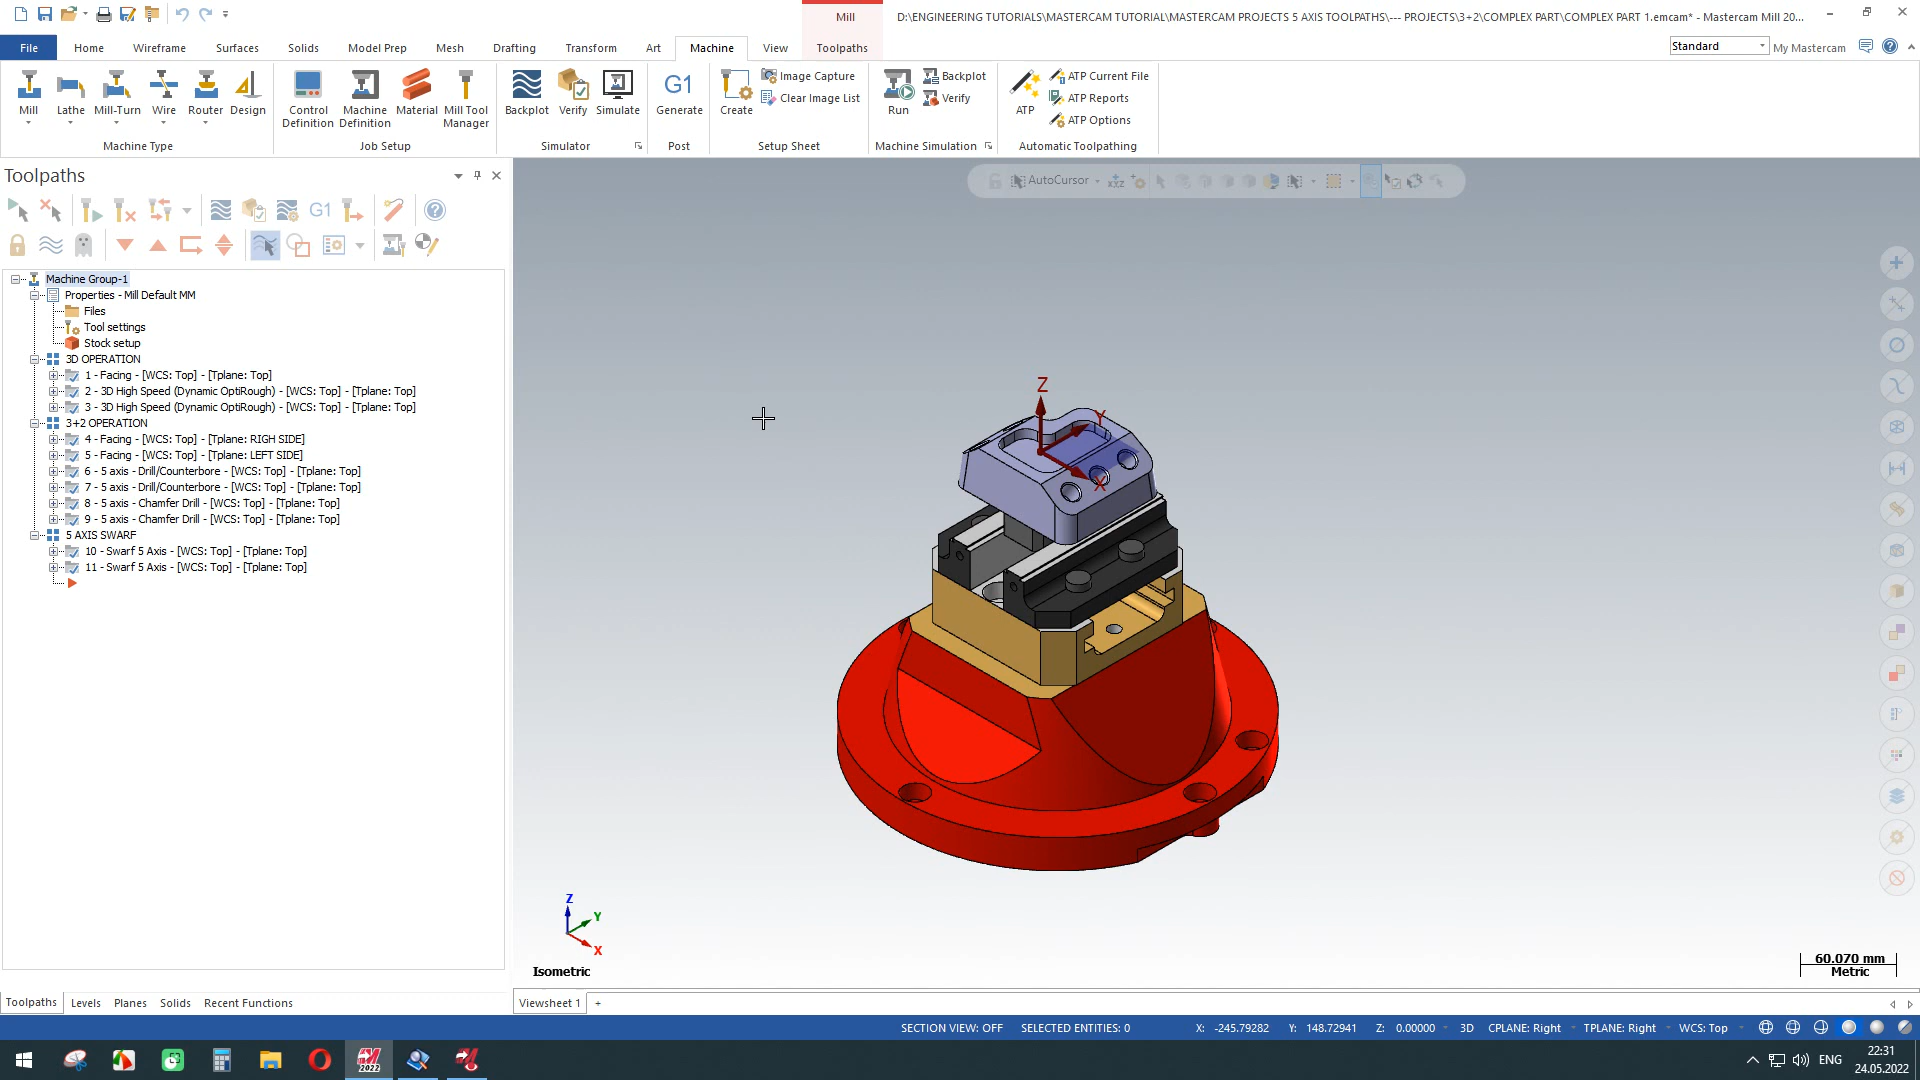 Mill
D:\ENGINEERING TUTORIALS\MASTERCAM TUTORIAL\MASTERCAM PROJECTS 5 AXIS TOOLPATHS\--- PROJECTS\3+2\COMPLEX PART\COMPLEX PART 1.emcam* - Mastercam Mill 20...
File Home Wireframe Surfaces Solids Model Prep Mesh Drafting Transform Art Machine View Toolpaths
Standard My Mastercam
Mill Lathe Mill-Turn Wire Router Design
Machine Type
Control Definition Machine Definition Material Mill Tool Manager
Job Setup
Backplot Verify Simulate
Simulator
G1
Generate
Post
Create
Image Capture
Clear Image List
Setup Sheet
Run
Backplot
Verify
Machine Simulation
ATP
ATP Current File
ATP Reports
ATP Options
Automatic Toolpathing
Toolpaths
G1
AutoCursor
xyz
Machine Group-1
Properties - Mill Default MM
Files
Tool settings
Stock setup
3D OPERATION
1 - Facing - [WCS: Top] - [Tplane: Top]
2 - 3D High Speed (Dynamic OptiRough) - [WCS: Top] - [Tplane: Top]
3 - 3D High Speed (Dynamic OptiRough) - [WCS: Top] - [Tplane: Top]
3+2 OPERATION
4 - Facing - [WCS: Top] - [Tplane: RIGH SIDE]
5 - Facing - [WCS: Top] - [Tplane: LEFT SIDE]
6 - 5 axis - Drill/Counterbore - [WCS: Top] - [Tplane: Top]
7 - 5 axis - Drill/Counterbore - [WCS: Top] - [Tplane: Top]
8 - 5 axis - Chamfer Drill - [WCS: Top] - [Tplane: Top]
9 - 5 axis - Chamfer Drill - [WCS: Top] - [Tplane: Top]
5 AXIS SWARF
10 - Swarf 5 Axis - [WCS: Top] - [Tplane: Top]
11 - Swarf 5 Axis - [WCS: Top] - [Tplane: Top]
Z
Y
X
Z
Y
X
Isometric
60.070 mm
Metric
Toolpaths Levels Planes Solids Recent Functions
Viewsheet 1 +
SECTION VIEW: OFF SELECTED ENTITIES: 0 X: -245.79282 Y: 148.72941 Z: 0.00000 3D CPLANE: Right TPLANE: Right WCS: Top
2022
ENG
22:31
24.05.2022